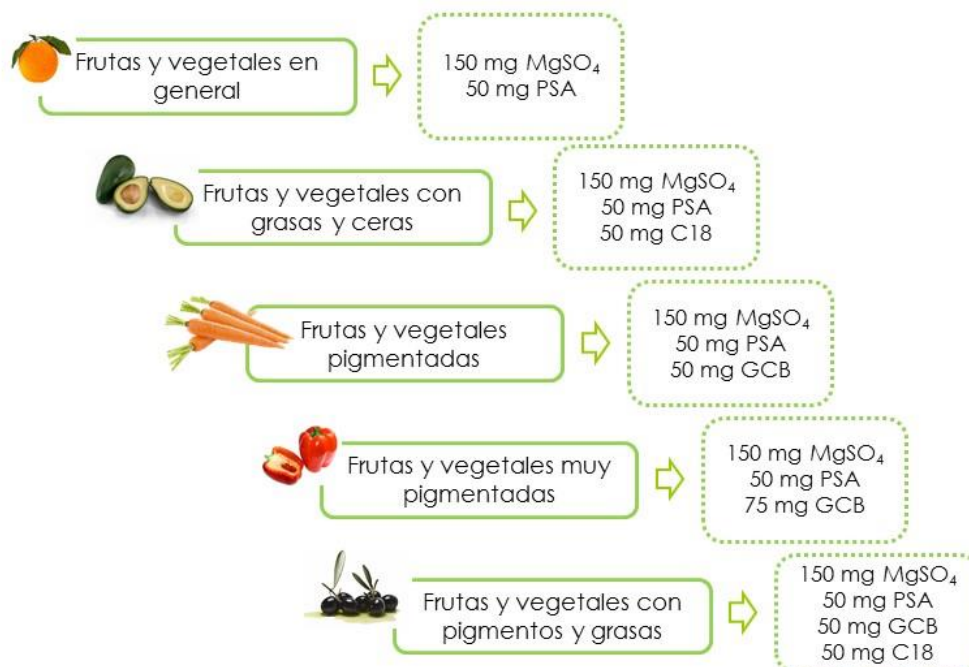 Frutas y vegetales en
general
150 mg MgSO₄
50 mg PSA
Frutas y vegetales con
grasas y ceras
150 mg MgSO₄
50 mg PSA
50 mg C18
Frutas y vegetales
pigmentadas
150 mg MgSO₄
50 mg PSA
50 mg GCB
Frutas y vegetales muy
pigmentadas
150 mg MgSO₄
50 mg PSA
75 mg GCB
Frutas y vegetales con
pigmentos y grasas
150 mg MgSO₄
50 mg PSA
50 mg GCB
50 mg C18